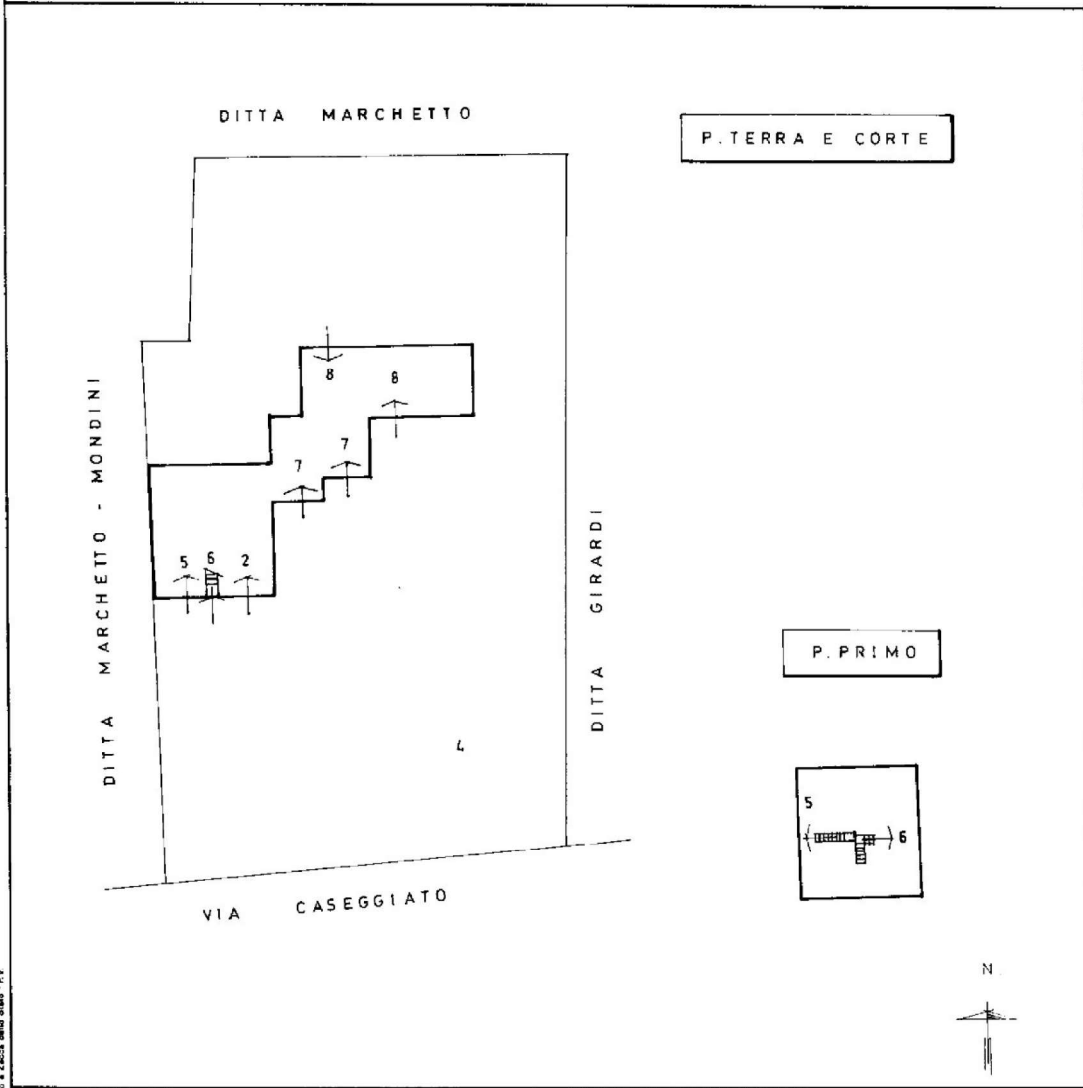 DITTA MARCHETTO
P.TERRA E CORTE
DITTA MARCHETTO - MONDINI
8
8
7
7
5 6 2
DITTA GIRARDI
P.PRIMO
4
5
6
VIA CASEGGIATO
N